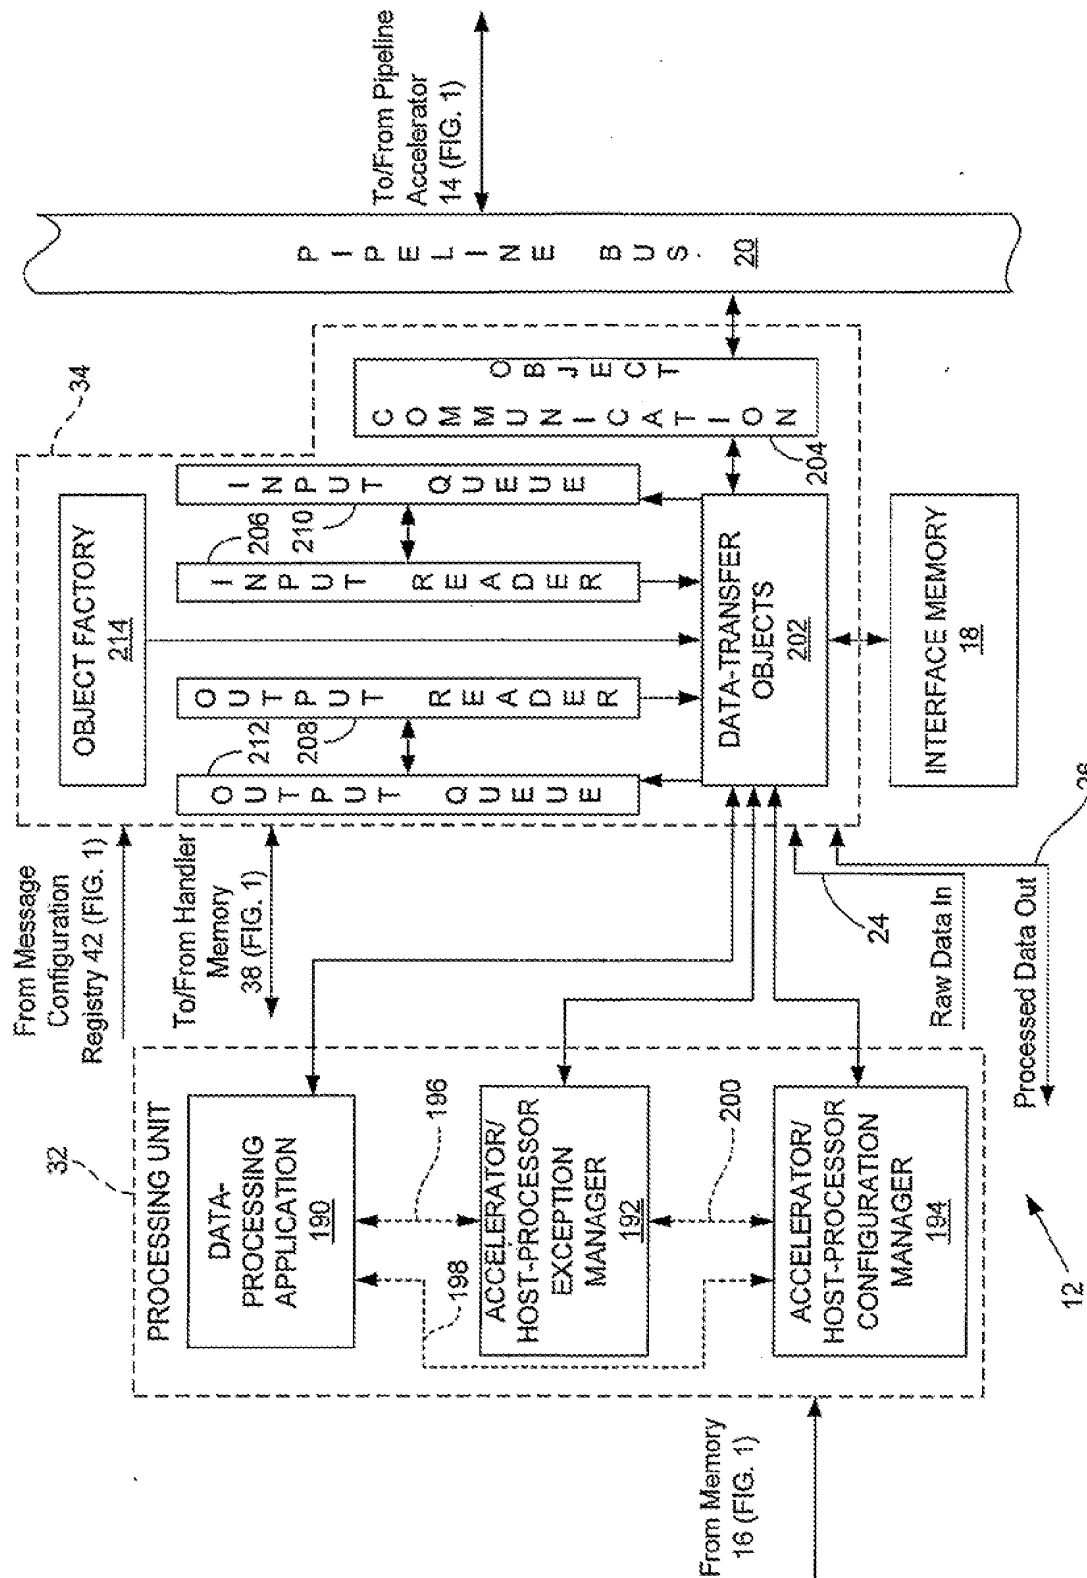 32
PROCESSING UNIT
DATA-
PROCESSING
APPLICATION
190
196
198
ACCELERATOR/
HOST-PROCESSOR
EXCEPTION
MANAGER
192
200
ACCELERATOR/
HOST-PROCESSOR
CONFIGURATION
MANAGER
194
From Memory
16 (FIG. 1)
12
From Message
Configuration
Registry 42 (FIG. 1)
To/From Handler
Memory
38 (FIG. 1)
Raw Data In
24
Processed Data Out
26
34
OBJECT FACTORY
214
OUTPUT QUEUE
212
OUTPUT READER
208
INPUT READER
206
INPUT QUEUE
210
DATA-TRANSFER
OBJECTS
202
INTERFACE MEMORY
18
COMMUNICATION
OBJECT
204
PIPELINE BUS
20
To/From Pipeline
Accelerator
14 (FIG. 1)